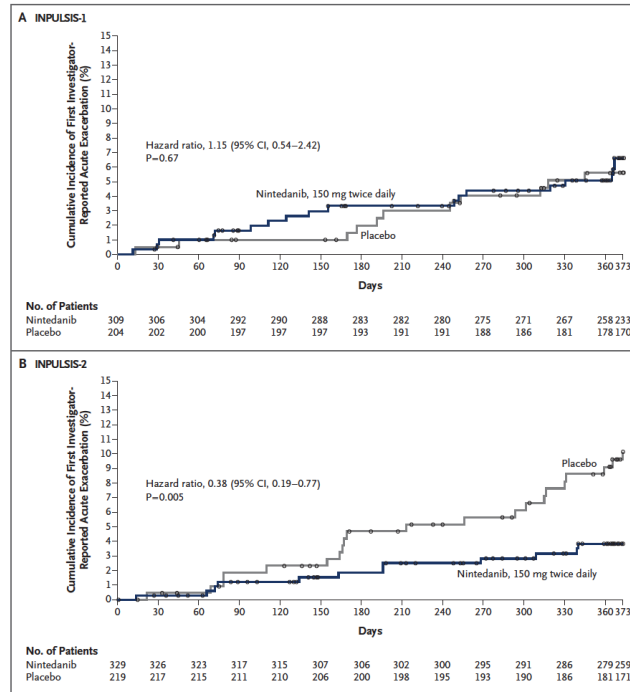 A INPULSIS-1
Cumulative Incidence of First Investigator-
Reported Acute Exacerbation (%)
15
14
13
12
11
10
9
8
7
6
5
4
3
2
1
0
Hazard ratio, 1.15 (95% CI, 0.54–2.42)
P=0.67
Nintedanib, 150 mg twice daily
Placebo
0 30 60 90 120 150 180 210 240 270 300 330 360 373
Days
No. of Patients
Nintedanib 309 306 304 292 290 288 283 282 280 275 271 267 258 233
Placebo 204 202 200 197 197 197 193 191 191 188 186 181 178 170
B INPULSIS-2
Cumulative Incidence of First Investigator-
Reported Acute Exacerbation (%)
15
14
13
12
11
10
9
8
7
6
5
4
3
2
1
0
Hazard ratio, 0.38 (95% CI, 0.19–0.77)
P=0.005
Placebo
Nintedanib, 150 mg twice daily
0 30 60 90 120 150 180 210 240 270 300 330 360 373
Days
No. of Patients
Nintedanib 329 326 323 317 315 307 306 302 300 295 291 286 279 259
Placebo 219 217 215 211 210 206 200 198 195 193 190 186 181 171